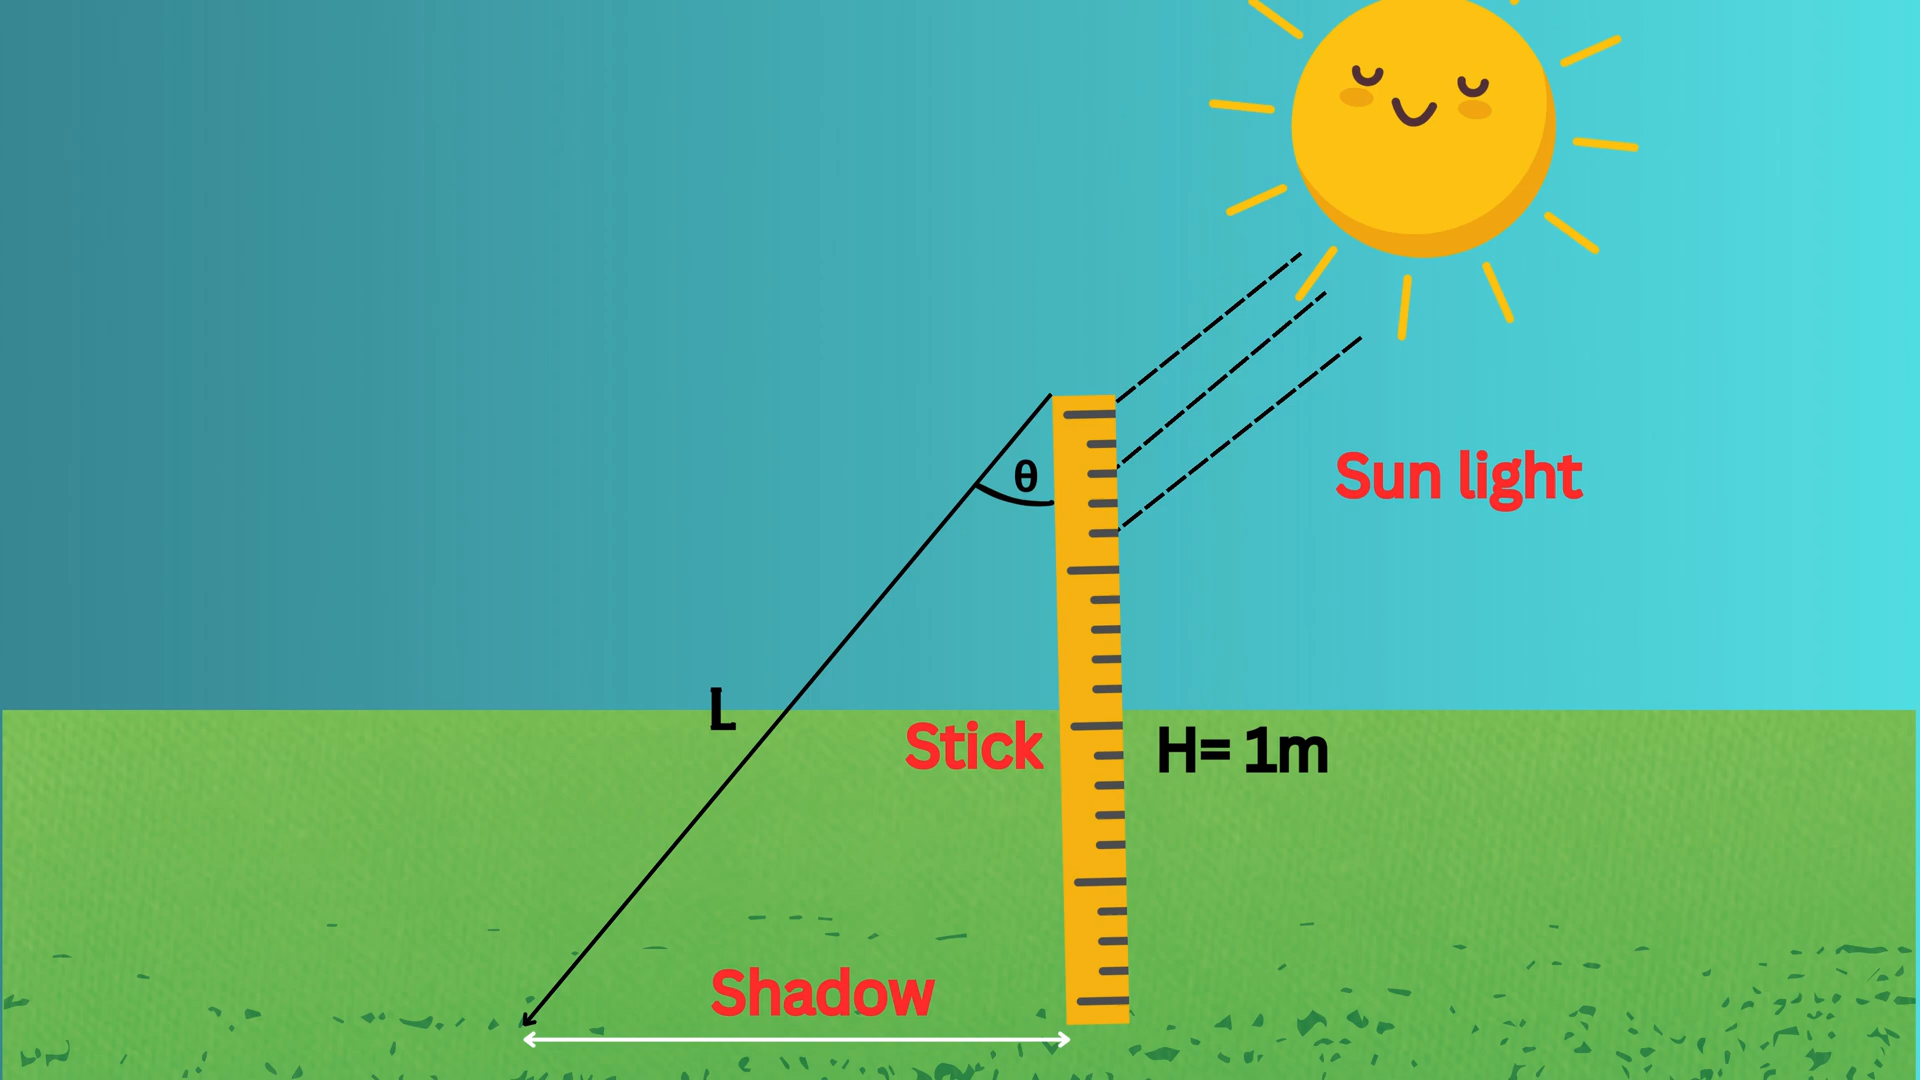 θ
Sun light
L
Stick
H= 1m
Shadow